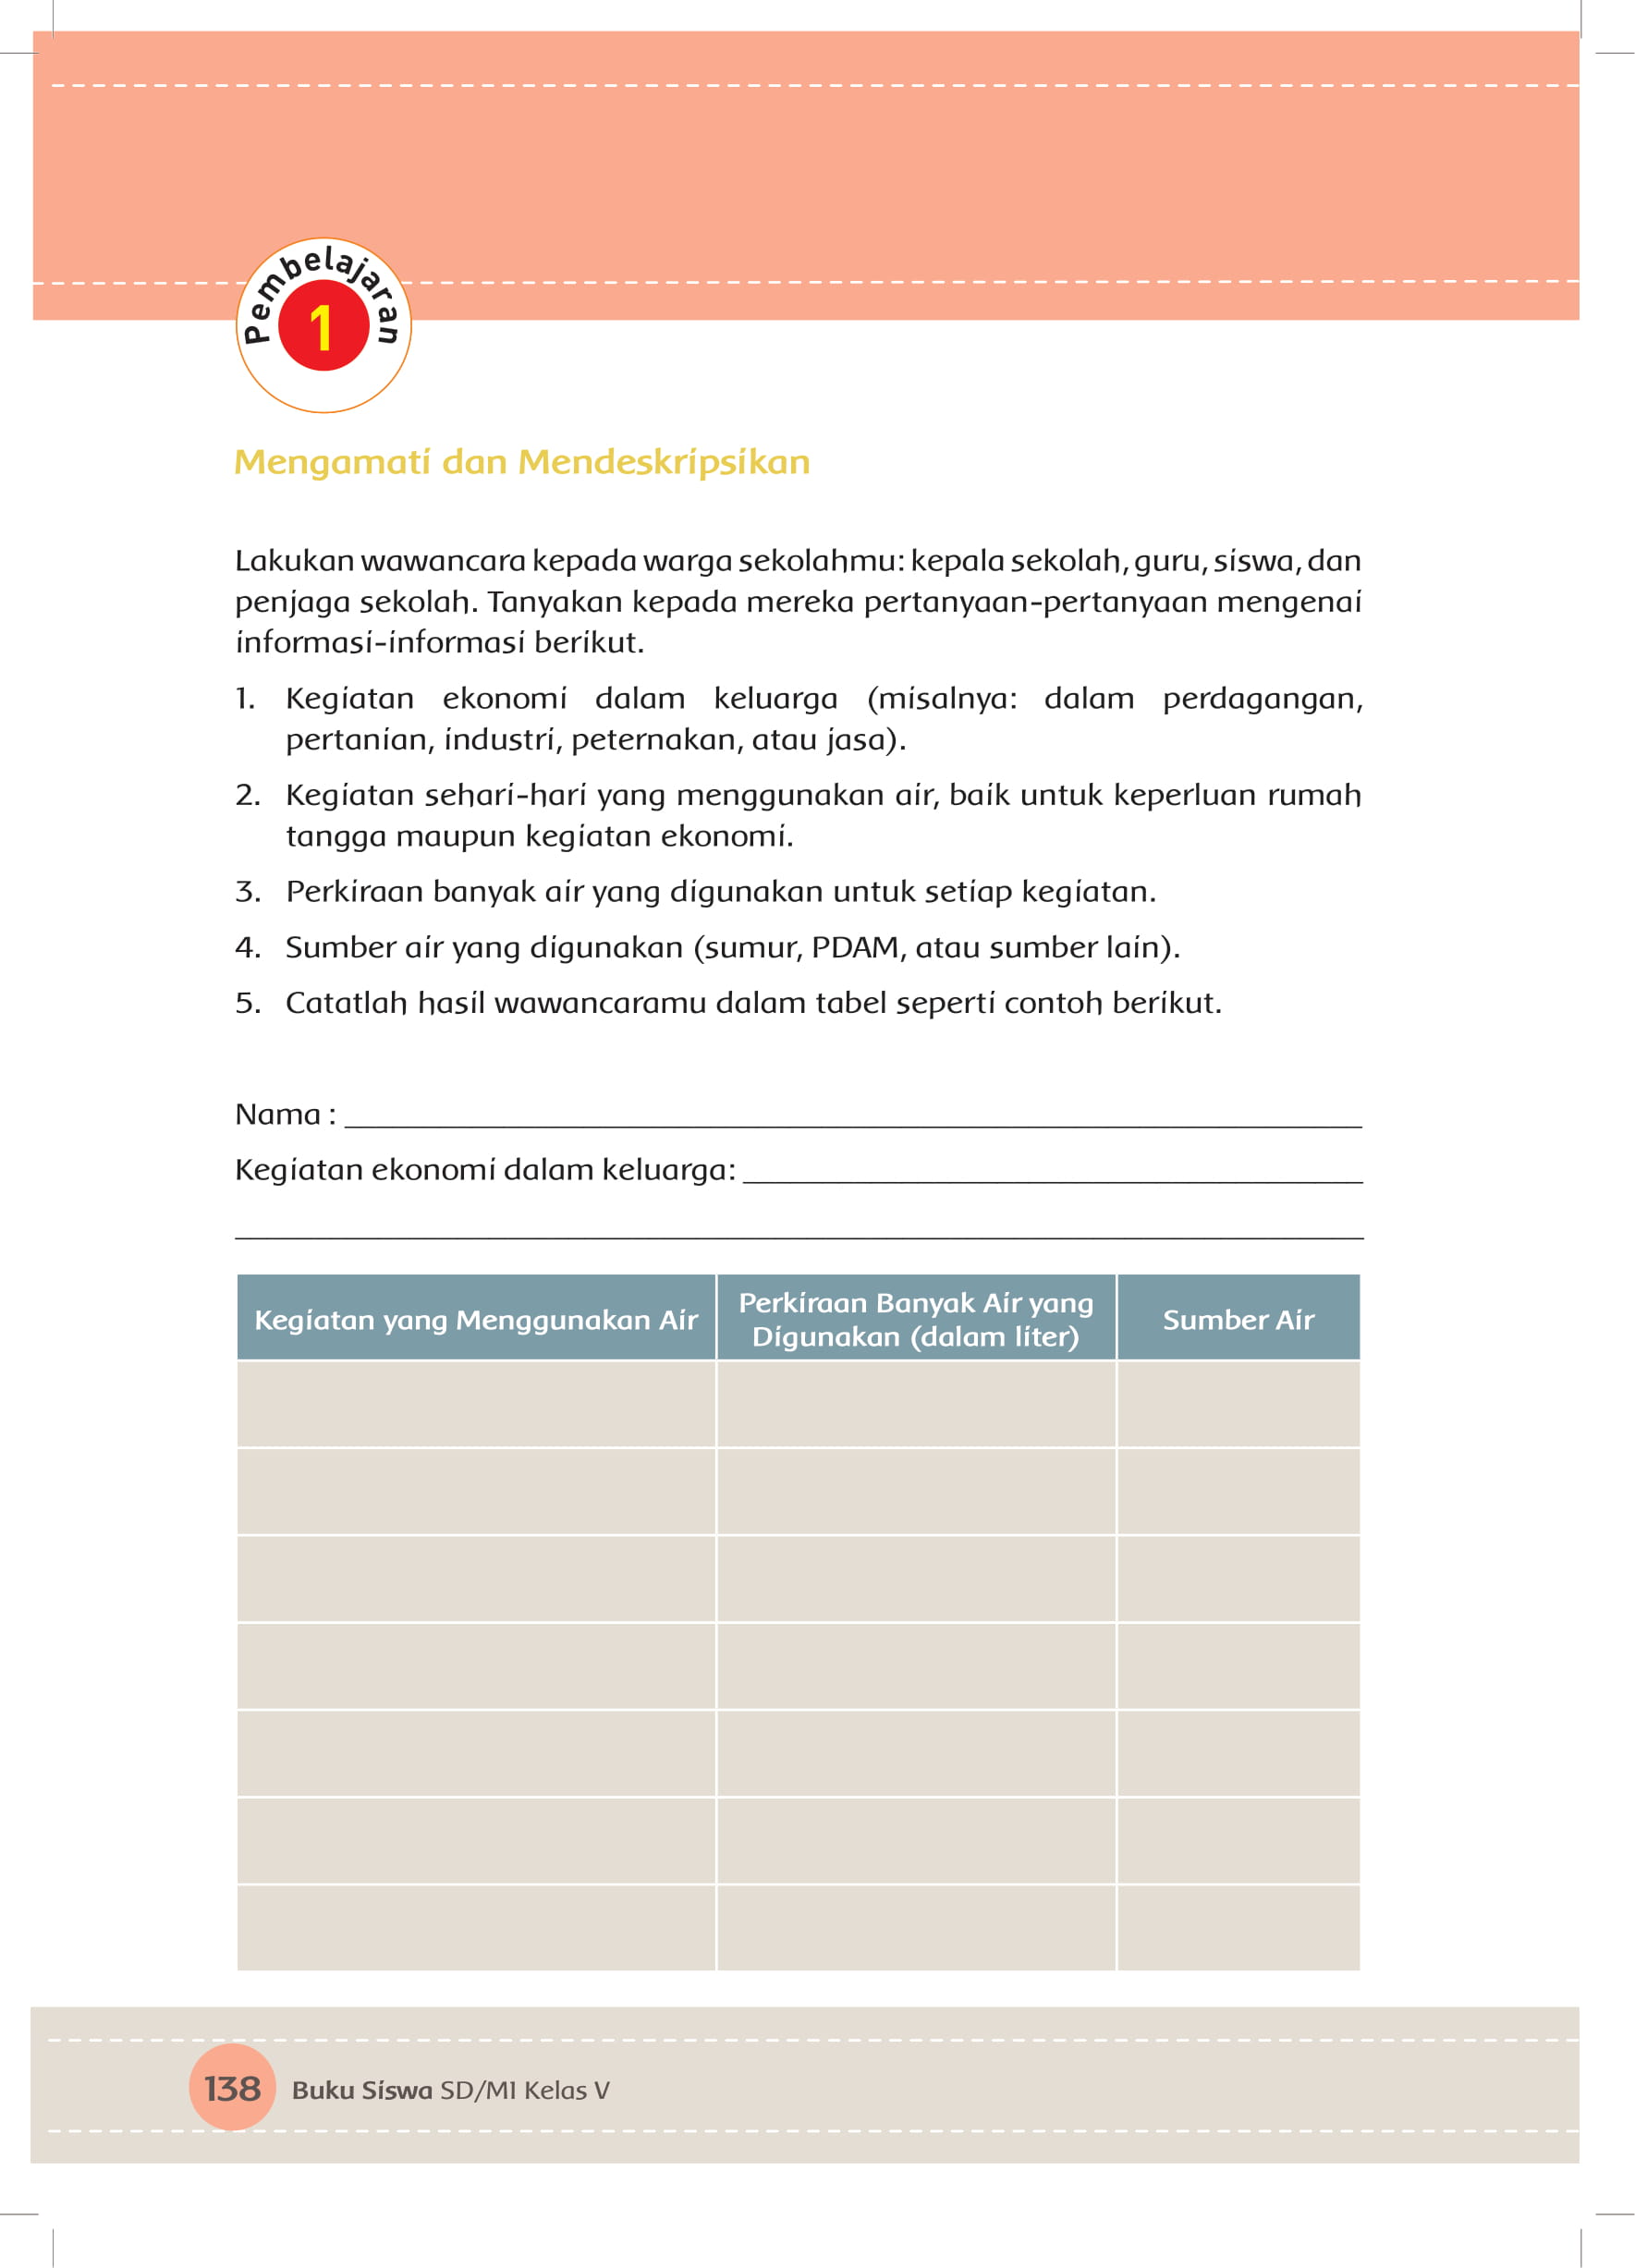 Pembelajaran
1
Mengamati dan Mendeskripsikan
Lakukan wawancara kepada warga sekolahmu: kepala sekolah, guru, siswa, dan
penjaga sekolah. Tanyakan kepada mereka pertanyaan-pertanyaan mengenai
informasi-informasi berikut.
1. Kegiatan ekonomi dalam keluarga (misalnya: dalam perdagangan,
pertanian, industri, peternakan, atau jasa).
2. Kegiatan sehari-hari yang menggunakan air, baik untuk keperluan rumah
tangga maupun kegiatan ekonomi.
3. Perkiraan banyak air yang digunakan untuk setiap kegiatan.
4. Sumber air yang digunakan (sumur, PDAM, atau sumber lain).
5. Catatlah hasil wawancaramu dalam tabel seperti contoh berikut.
Nama :
Kegiatan ekonomi dalam keluarga:
Kegiatan yang Menggunakan Air
Perkiraan Banyak Air yang
Digunakan (dalam liter)
Sumber Air
138 Buku Siswa SD/MI Kelas V